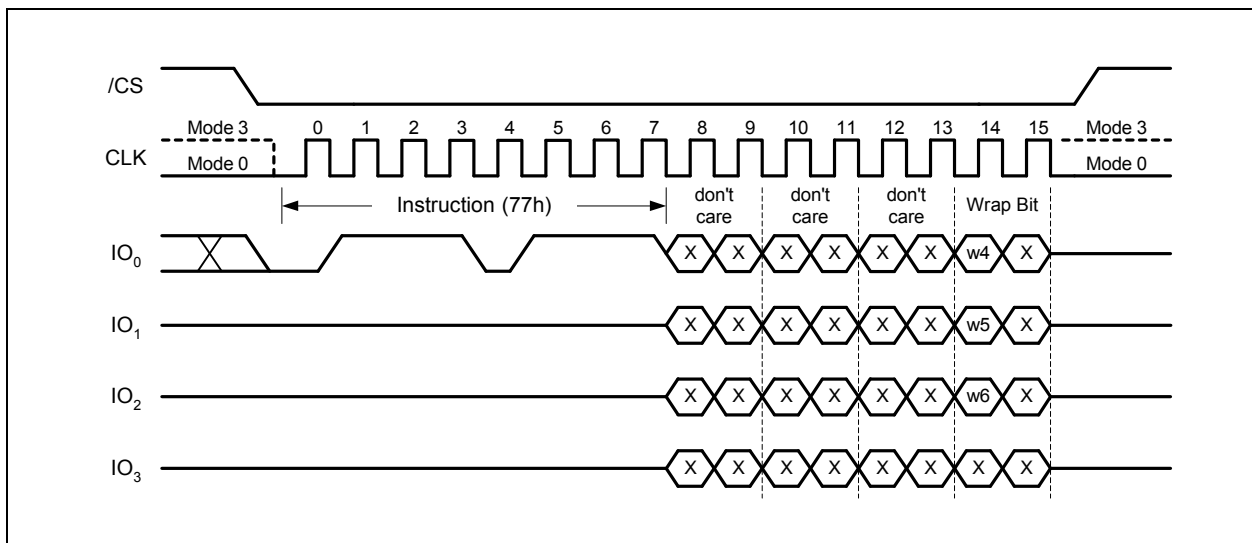 /CS
Mode 3 0 1 2 3 4 5 6 7 8 9 10 11 12 13 14 15 Mode 3
CLK
Mode 0 Mode 0
Instruction (77h) don't care don't care don't care Wrap Bit
IO0 X X X X X X w4 X
IO1 X X X X X X w5 X
IO2 X X X X X X w6 X
IO3 X X X X X X X X